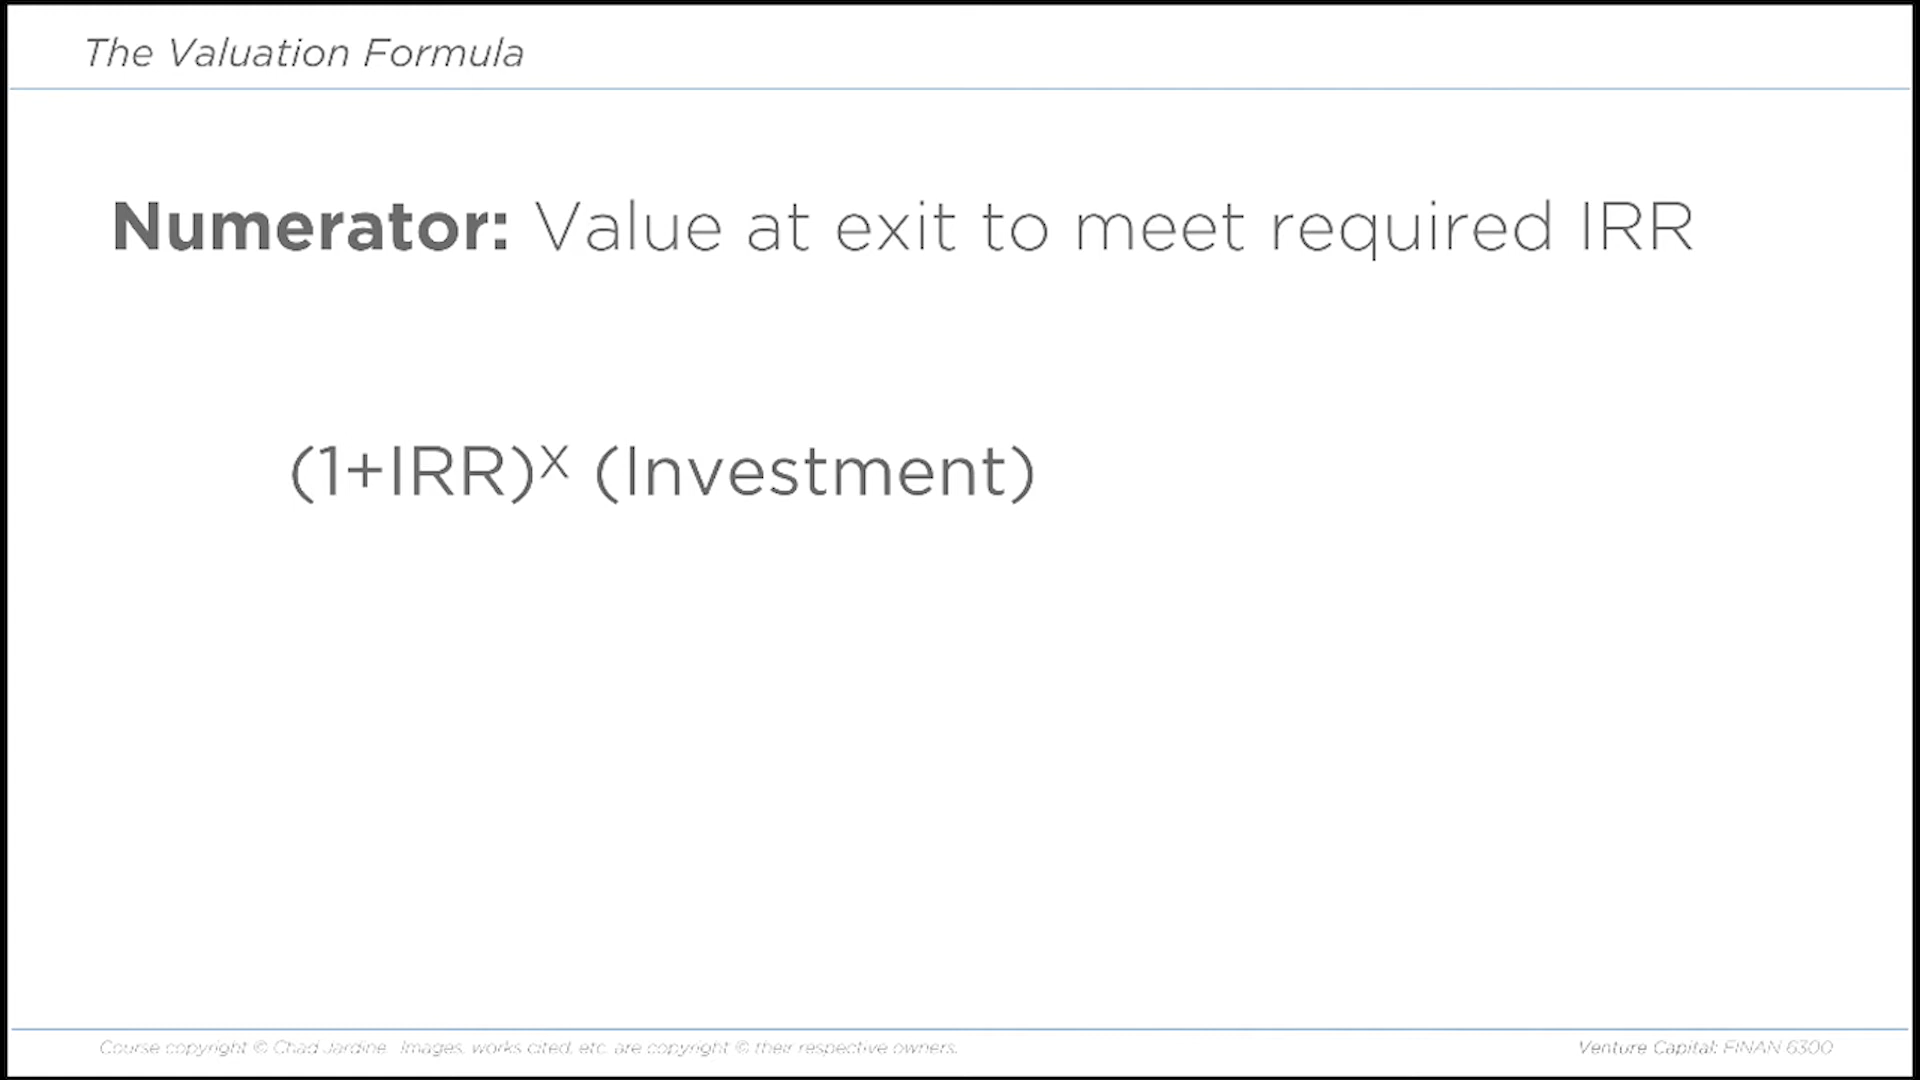 The Valuation Formula
Numerator: Value at exit to meet required IRR
(1+IRR)ˣ (Investment)
Course copyright © Chad Jardine. Images, works cited, etc. are copyright © their respective owners.
Venture Capital: FINAN 6300